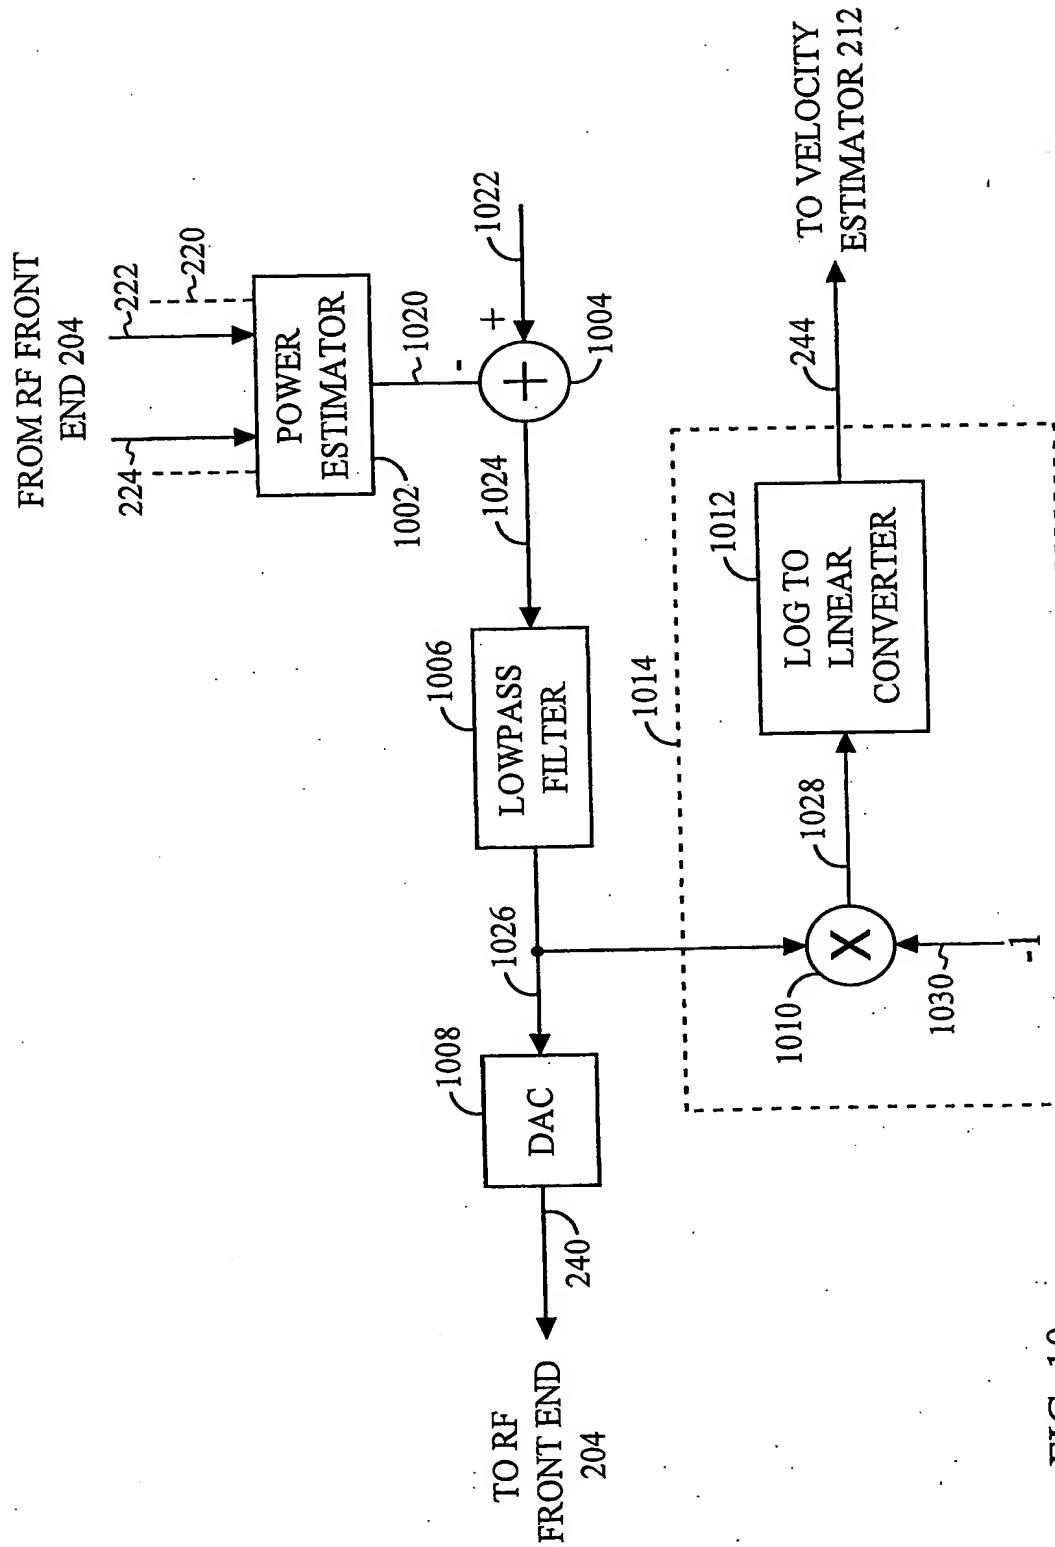 FROM RF FRONT
END 204
224
222
220
POWER
ESTIMATOR
1002
1020
-
+
1022
+
1004
1024
LOWPASS
FILTER
1006
1026
DAC
1008
240
TO RF
FRONT END
204
1014
X
1010
1030
-1
1028
LOG TO
LINEAR
CONVERTER
1012
244
TO VELOCITY
ESTIMATOR 212